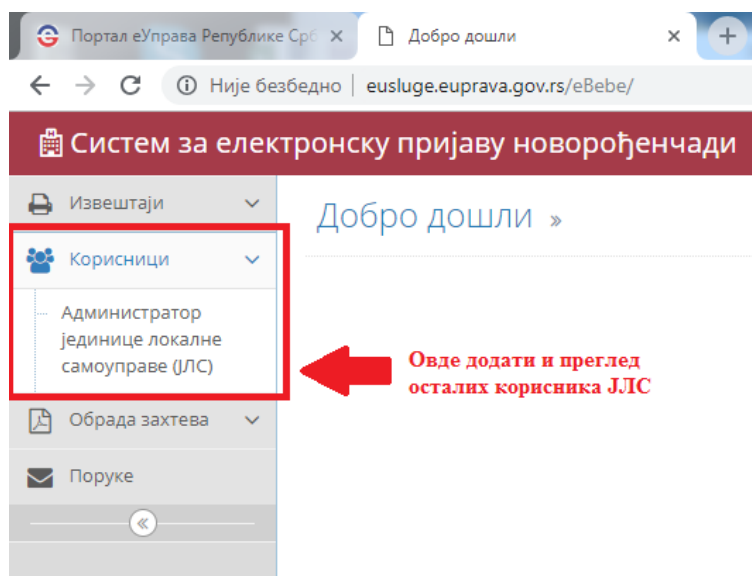 Портал еУправа Републике Срб
Добро дошли
Није безбедно | eusluge.euprava.gov.rs/eBebe/
Систем за електронску пријаву новорођенчади
Извештаји
Добро дошли »
Корисници
Администратор
јединице локалне
самоуправе (ЈЛС)
Овде додати и преглед
осталих корисника ЈЛС
Обрада захтева
Поруке